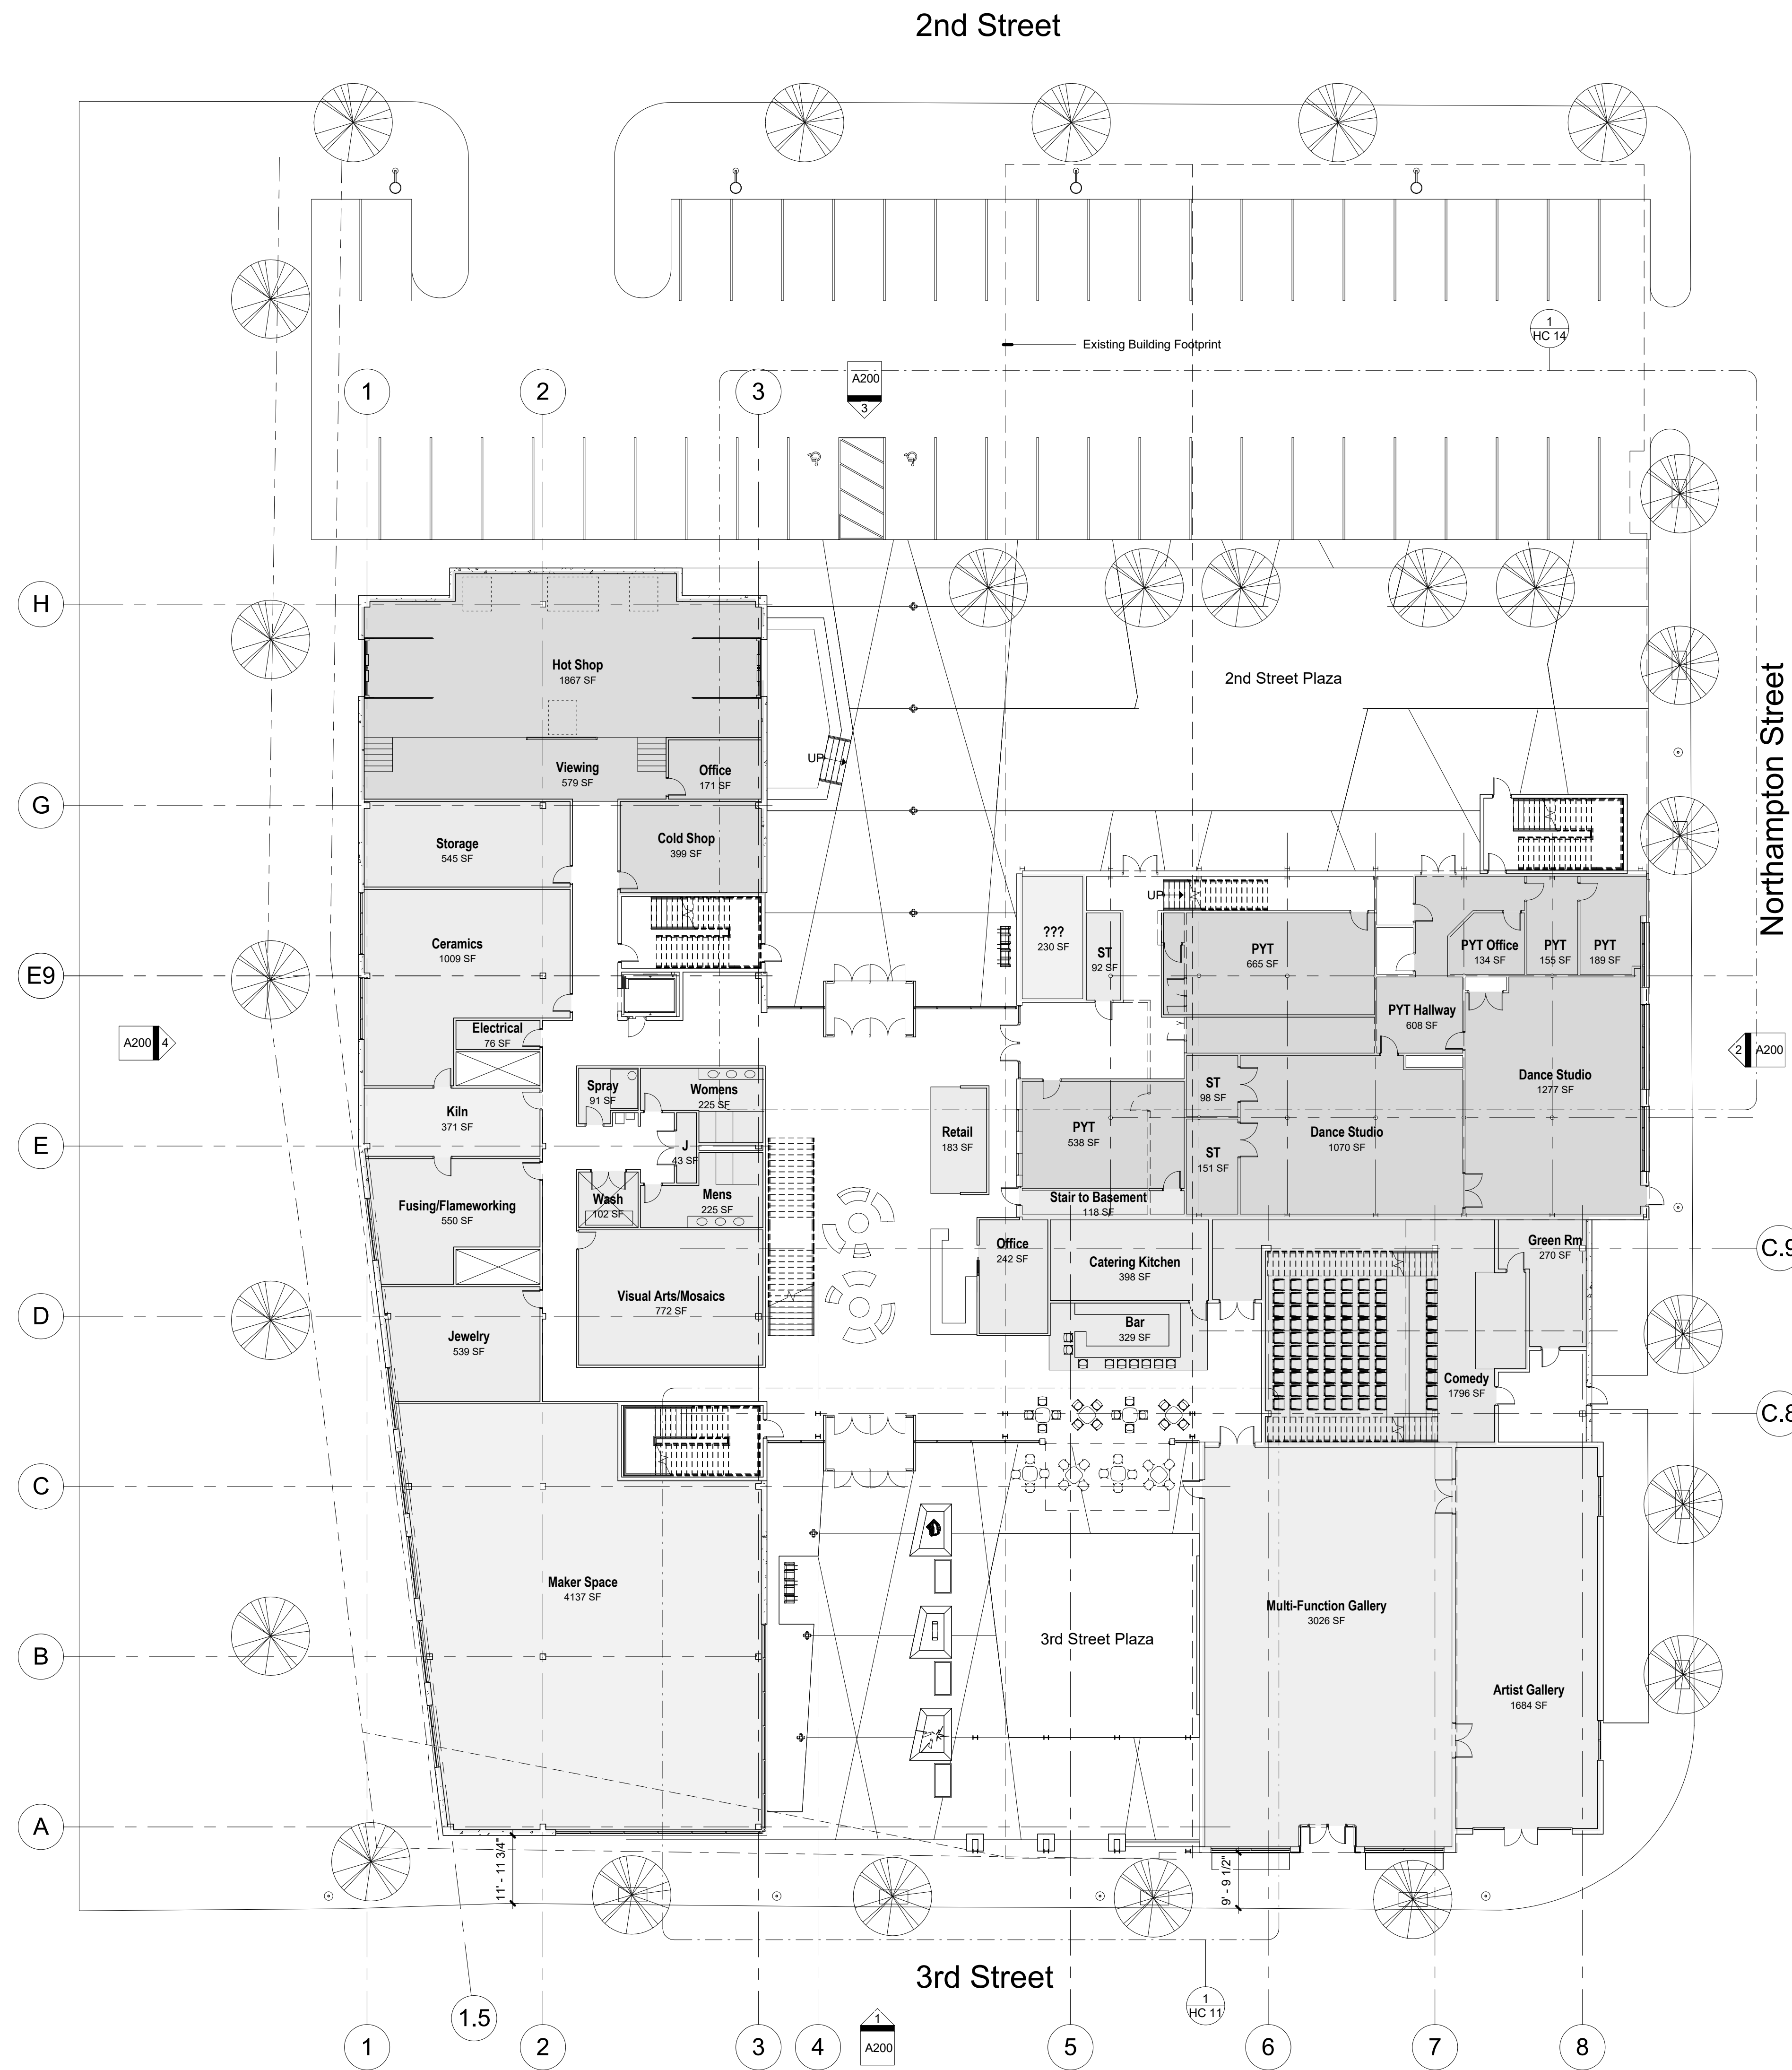 2nd Street
1
HC 14
Existing Building Footprint
A200
3
1
2
3
H
Hot Shop
1867 SF
2nd Street Plaza
Northampton Street
UP
Viewing
579 SF
Office
171 SF
G
Storage
545 SF
Cold Shop
399 SF
UP
???
230 SF
ST
92 SF
PYT
665 SF
PYT Office
134 SF
PYT
155 SF
PYT
189 SF
Ceramics
1009 SF
E9
Electrical
76 SF
PYT Hallway
608 SF
A200
4
2
A200
Dance Studio
1277 SF
Spray
91 SF
Womens
225 SF
ST
98 SF
Kiln
371 SF
E
J
43 SF
Retail
183 SF
PYT
538 SF
Dance Studio
1070 SF
ST
151 SF
Fusing/Flameworking
550 SF
Wash
102 SF
Mens
225 SF
Stair to Basement
118 SF
Office
242 SF
Catering Kitchen
398 SF
Green Rm
270 SF
C.9
Visual Arts/Mosaics
772 SF
D
Jewelry
539 SF
Bar
329 SF
Comedy
1796 SF
C.8
C
Maker Space
4137 SF
Multi-Function Gallery
3026 SF
3rd Street Plaza
B
Artist Gallery
1684 SF
A
11' - 11 3/4"
9' - 9 1/2"
3rd Street
1.5
1
HC 11
1
A200
1
2
3
4
5
6
7
8